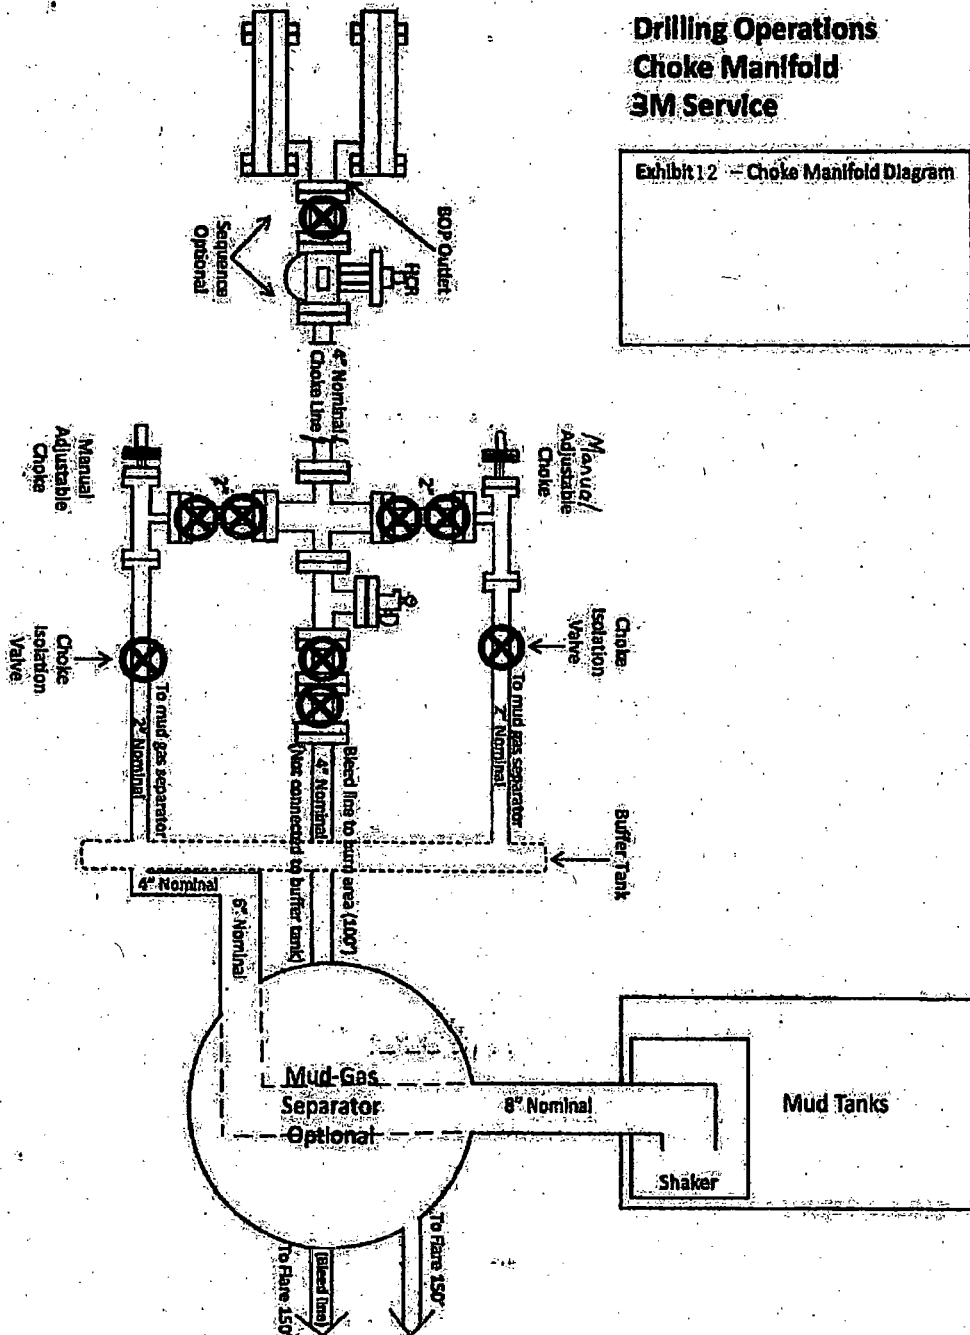 Drilling Operations
Choke Manifold
3M Service
Exhibit 12 - Choke Manifold Diagram
BOP Outlet
HCR
Sequence
Optional
4" Nominal
Choke Line
Manual
Adjustable
Choke
2"
2"
Manual
Adjustable
Choke
Choke
Isolation
Valve
Choke
Isolation
Valve
To mud gas separator
2" Nominal
Bleed line to burn area (100')
4" Nominal
(Not connected to buffer tank)
To mud gas separator
2" Nominal
Buffer Tank
4" Nominal
6" Nominal
Mud-Gas
Separator
Optional
8" Nominal
Mud Tanks
Shaker
To Flare 150'
(Bleed line)
To Flare 150'